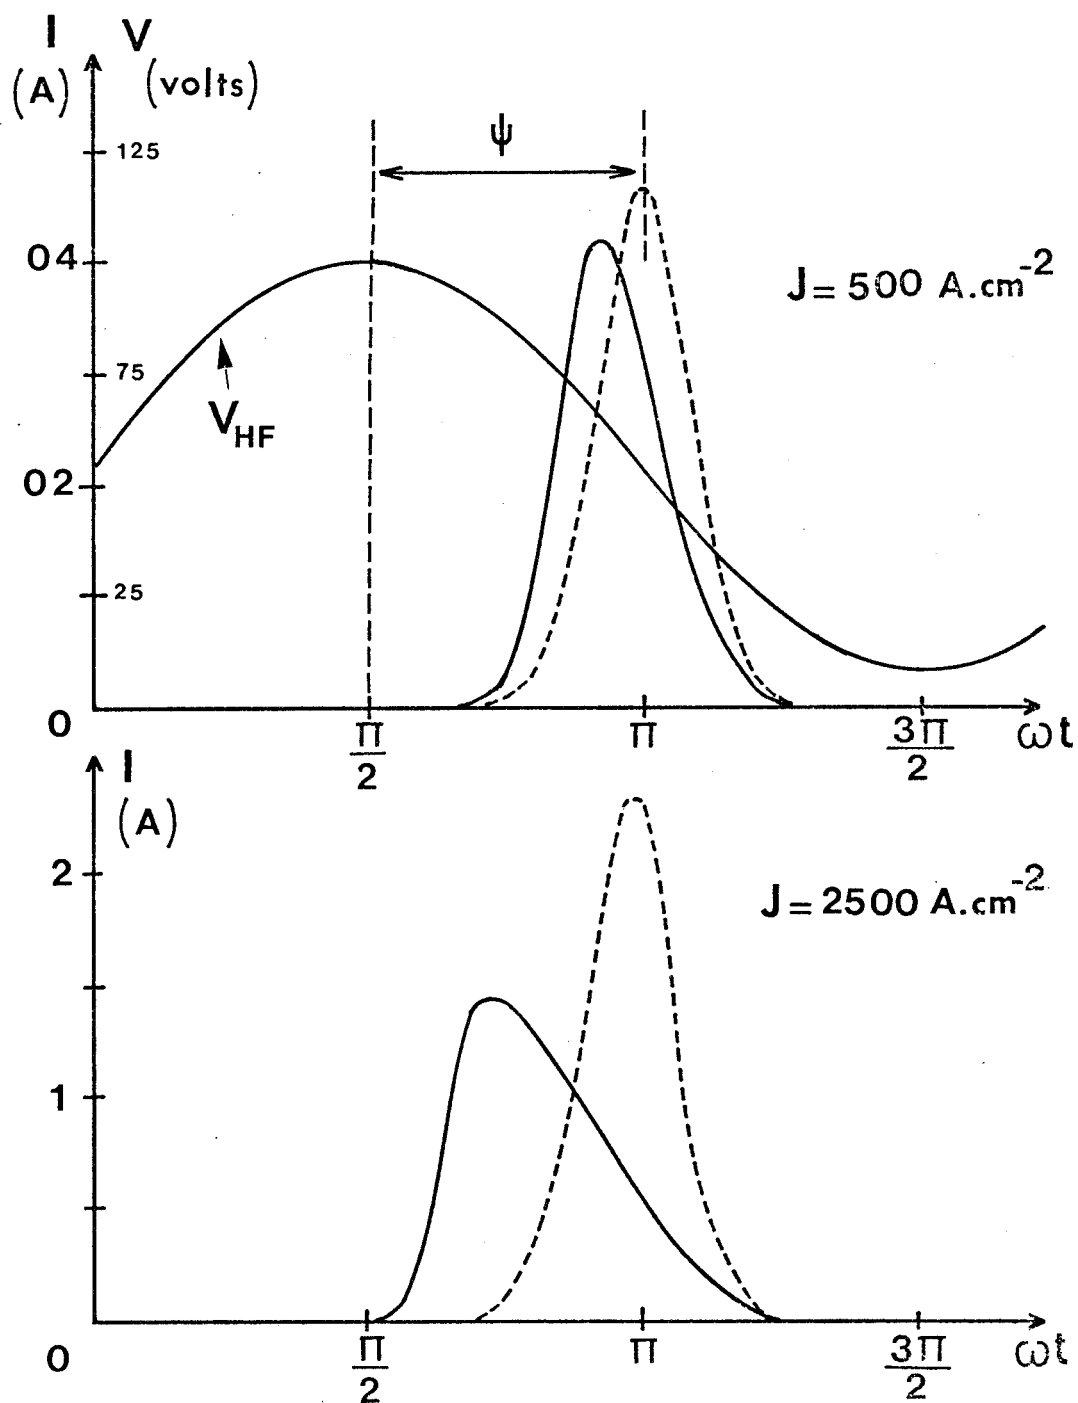 I V
(A) (volts)
ψ
125
04
J = 500 A.cm-2
75
VHF
02
25
0
π/2
π
3π/2
ωt
I
(A)
2
J = 2500 A.cm-2
1
0
π/2
π
3π/2
ωt